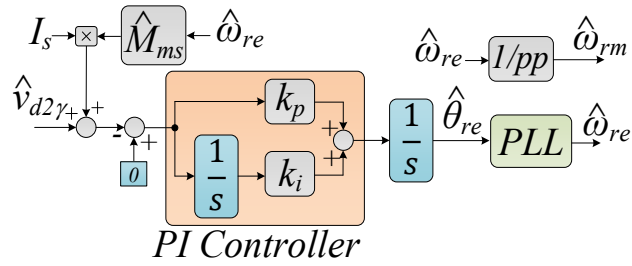 I_s × M̂_ms ω̂_re
ω̂_re 1/pp ω̂_rm
v̂_d2γ + + - + 0
k_p
1/s k_i + +
1/s θ̂_re PLL ω̂_re
PI Controller